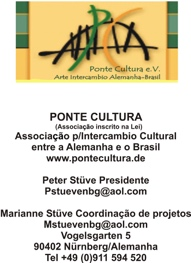 Ponte Cultura e.V.
Arte Intercambio Alemanha-Brasil
PONTE CULTURA
(Associação inscrito na Lei)
Associação p/Intercambio Cultural
entre a Alemanha e o Brasil
www.pontecultura.de
Peter Stüve Presidente
Pstuevenbg@aol.com
Marianne Stüve Coordinação de projetos
Mstuevenbg@aol.com
Vogelsgarten 5
90402 Nürnberg/Alemanha
Tel +49 (0)911 594 520